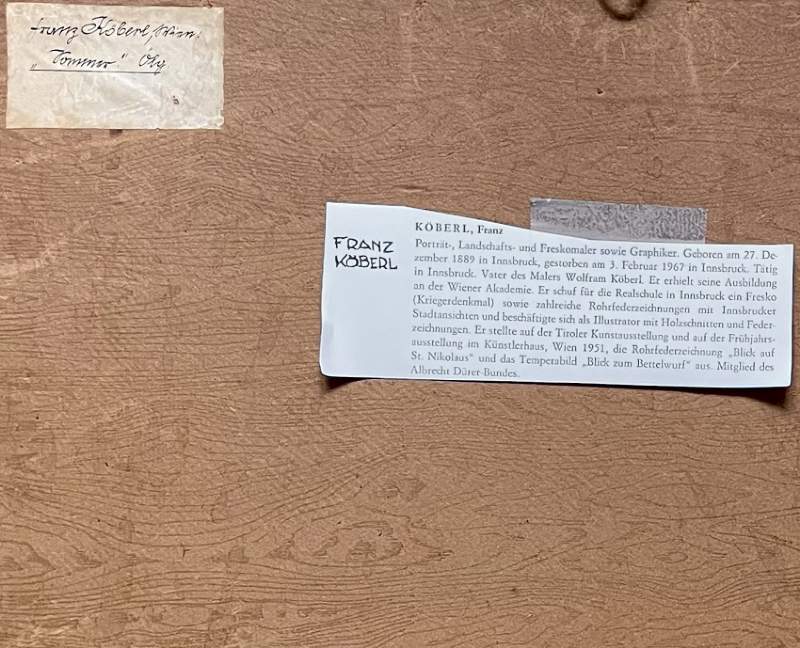 Franz Köberl, Wien.
„Sommer." Ölg.
FRANZ
KÖBERL
KÖBERL, Franz
Porträt-, Landschafts- und Freskomaler sowie Graphiker. Geboren am 27. De-
zember 1889 in Innsbruck, gestorben am 3. Februar 1967 in Innsbruck. Tätig
in Innsbruck. Vater des Malers Wolfram Köberl. Er erhielt seine Ausbildung
an der Wiener Akademie. Er schuf für die Realschule in Innsbruck ein Fresko
(Kriegerdenkmal) sowie zahlreiche Rohrfederzeichnungen mit Innsbrucker
Stadtansichten und beschäftigte sich als Illustrator mit Holzschnitten und Feder-
zeichnungen. Er stellte auf der Tiroler Kunstausstellung und auf der Frühjahrs-
ausstellung im Künstlerhaus, Wien 1951, die Rohrfederzeichnung „Blick auf
St. Nikolaus" und das Temperabild „Blick zum Bettelwurf" aus. Mitglied des
Albrecht Dürer-Bundes.